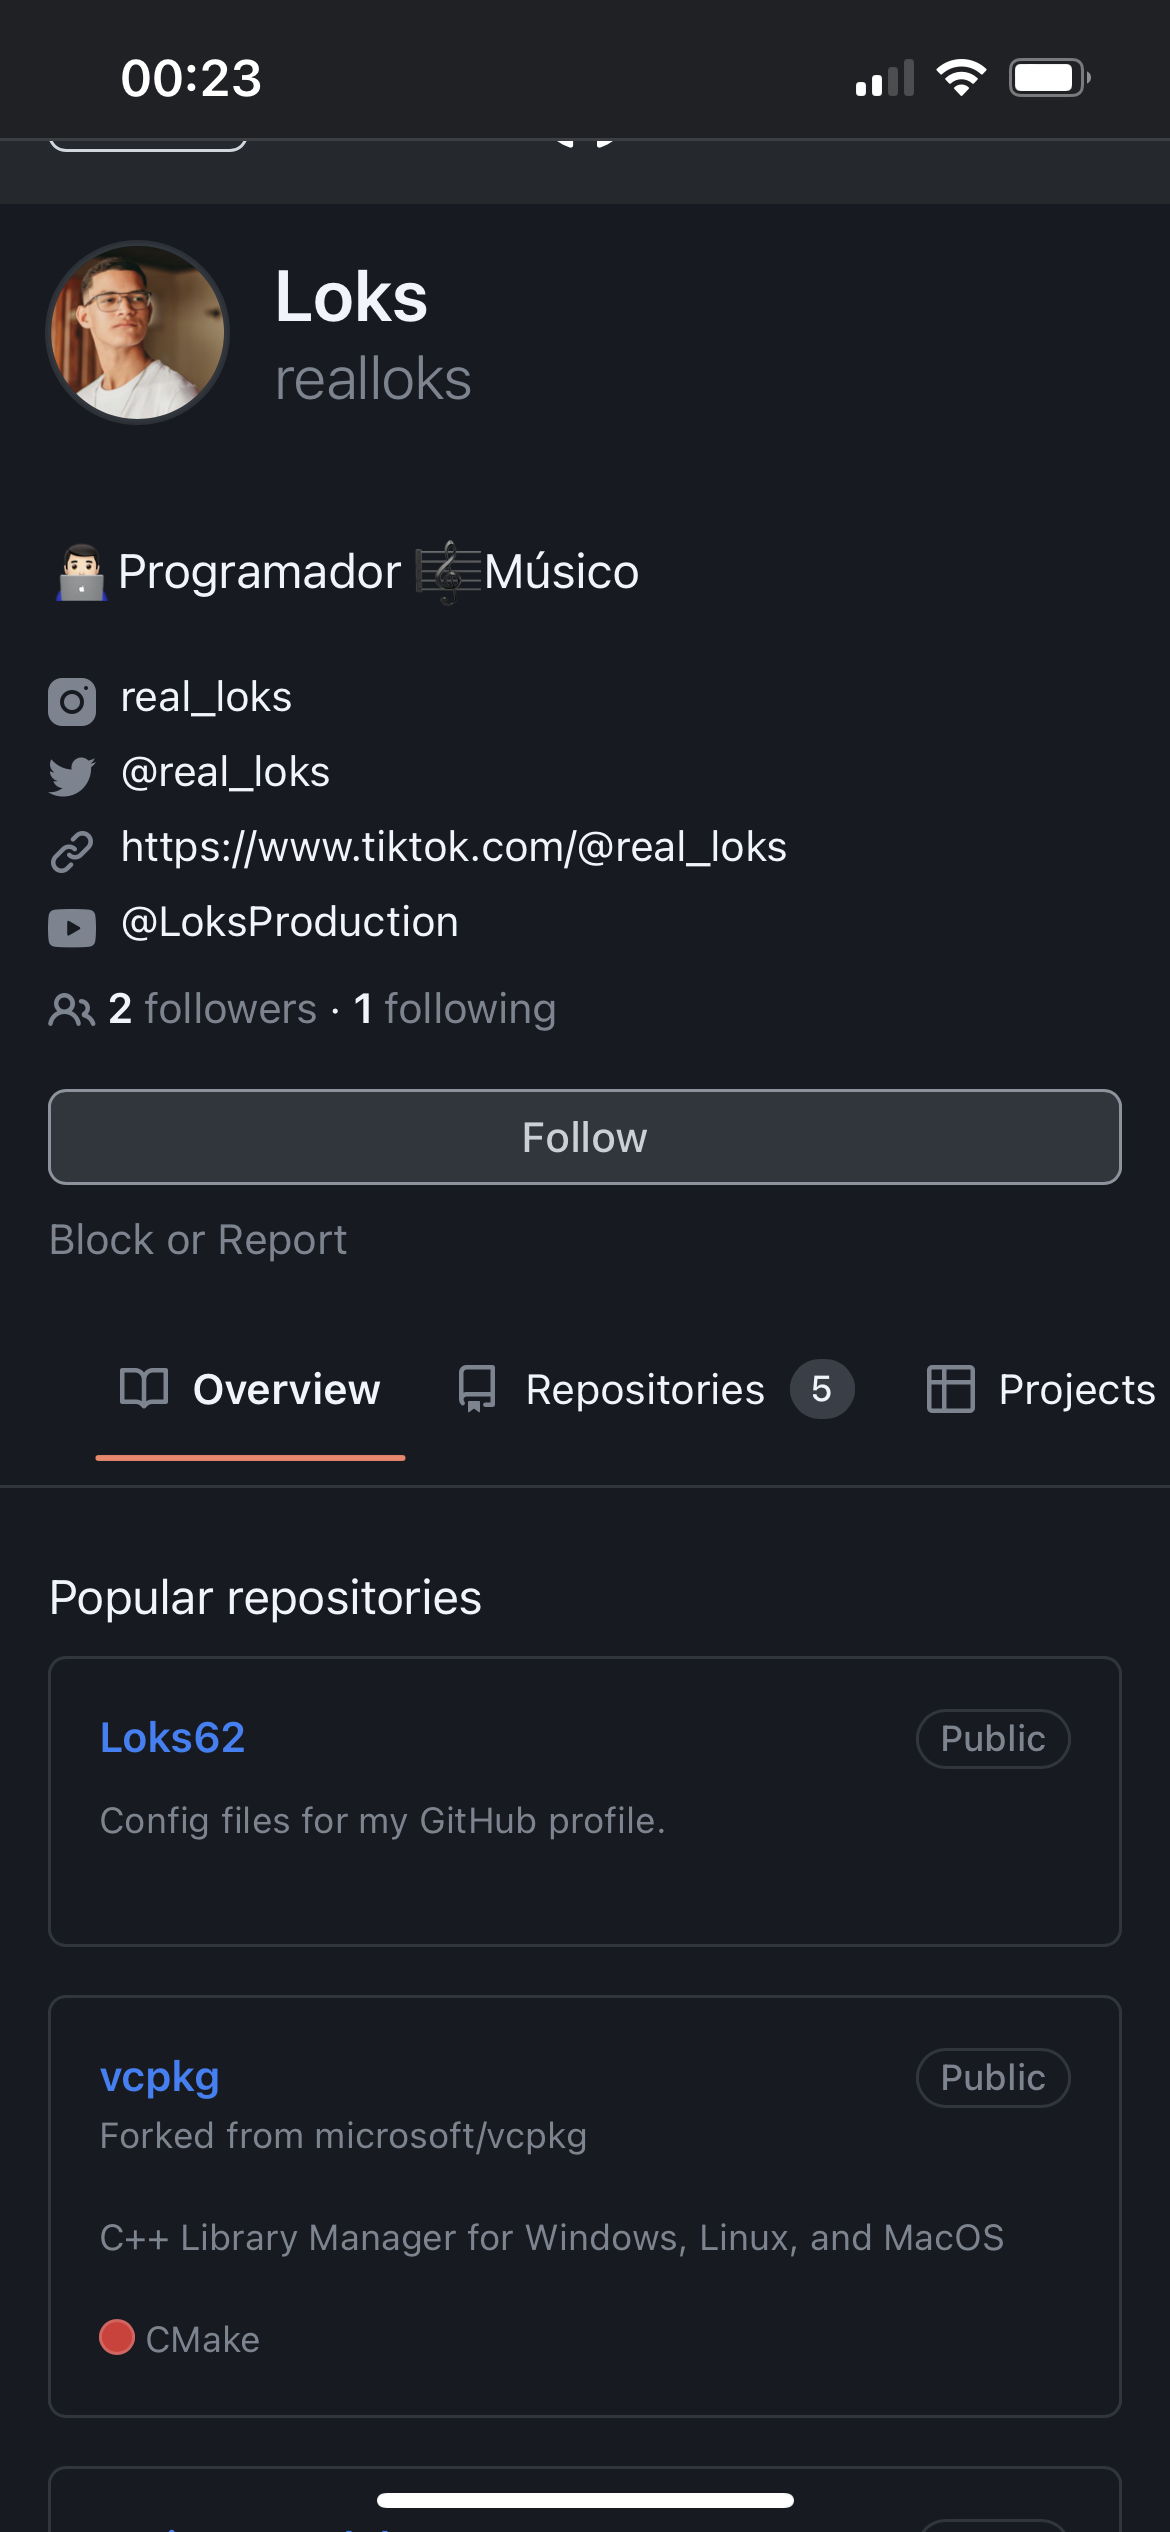 00:23
Loks
realloks
Programador Músico
real_loks
@real_loks
https://www.tiktok.com/@real_loks
@LoksProduction
2 followers · 1 following
Follow
Block or Report
Overview Repositories 5 Projects
Popular repositories
Loks62 Public
Config files for my GitHub profile.
vcpkg Public
Forked from microsoft/vcpkg
C++ Library Manager for Windows, Linux, and MacOS
CMake